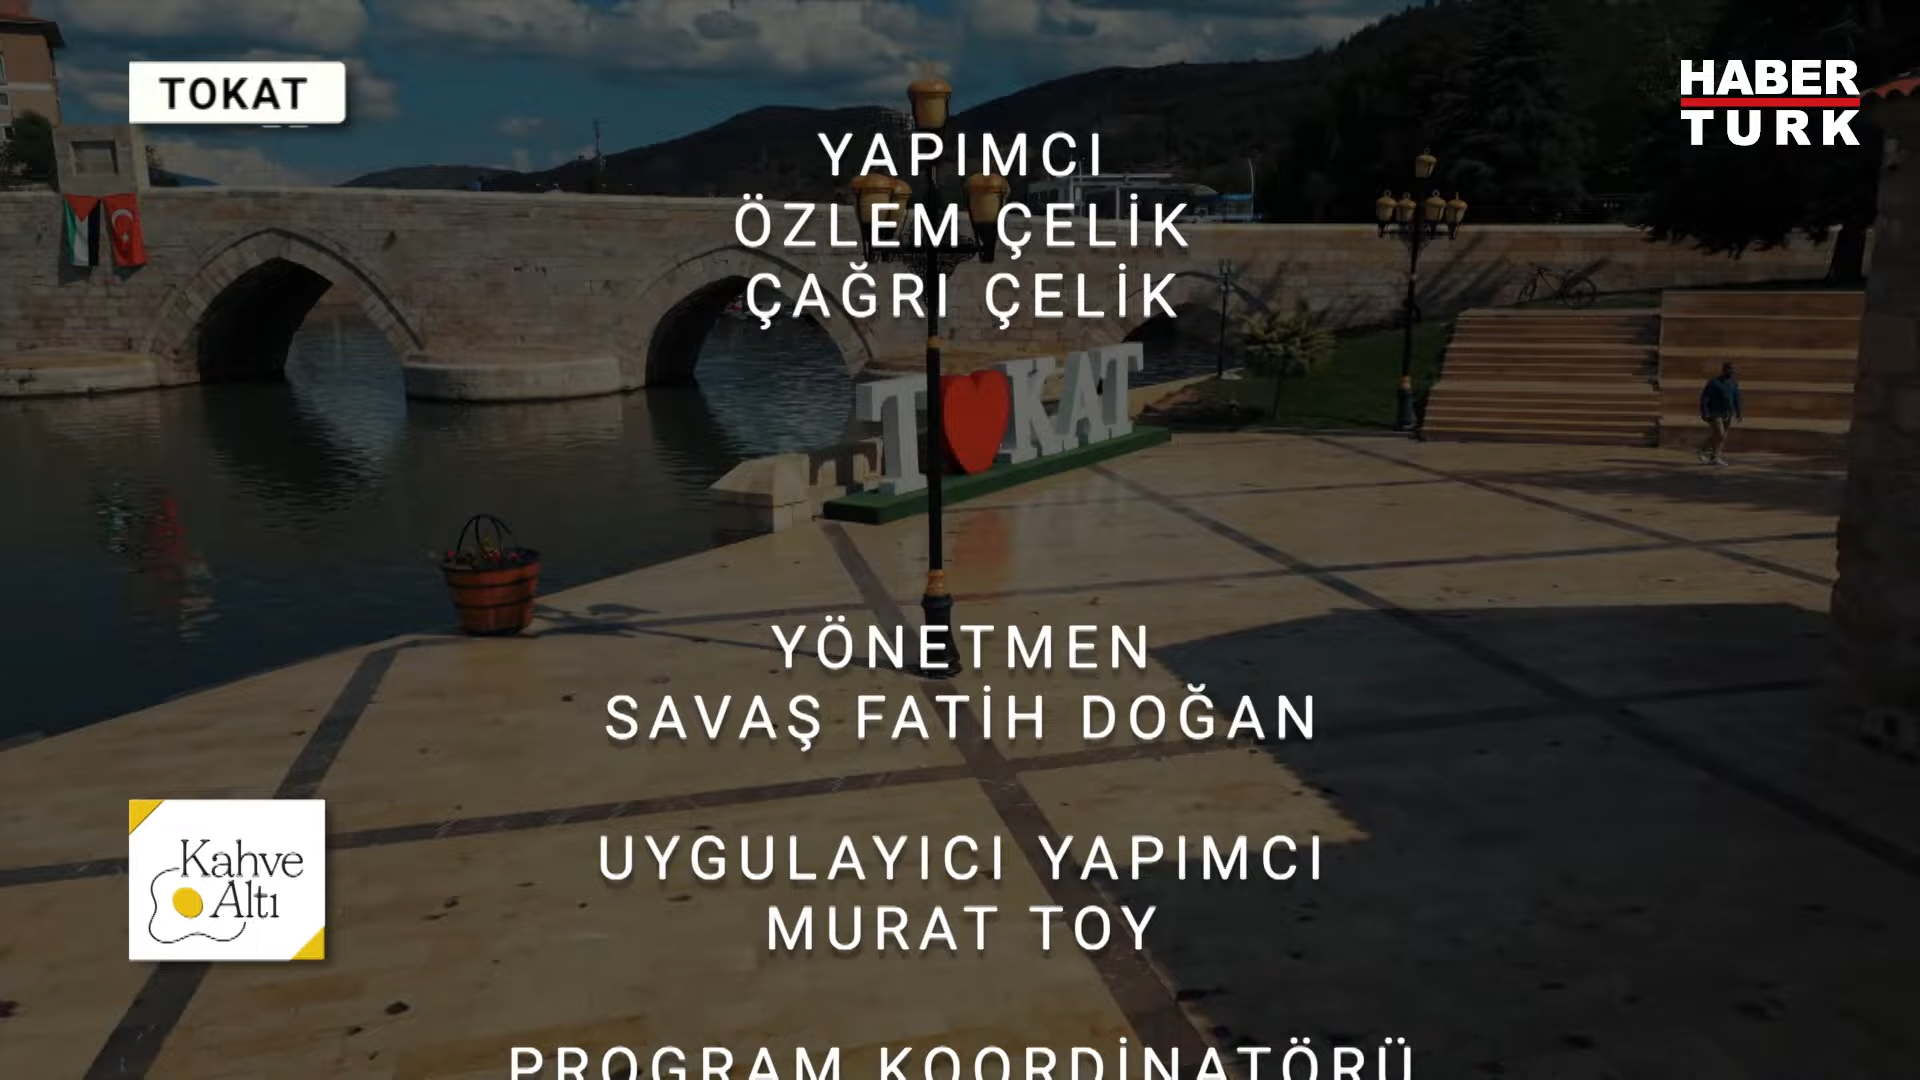 TOKAT
HABER
TURK
YAPIMCI
ÖZLEM ÇELİK
ÇAĞRI ÇELİK
T KAT
YÖNETMEN
SAVAŞ FATİH DOĞAN
UYGULAYICI YAPIMCI
MURAT TOY
Kahve
Altı
PROGRAM KOORDİNATÖRÜ